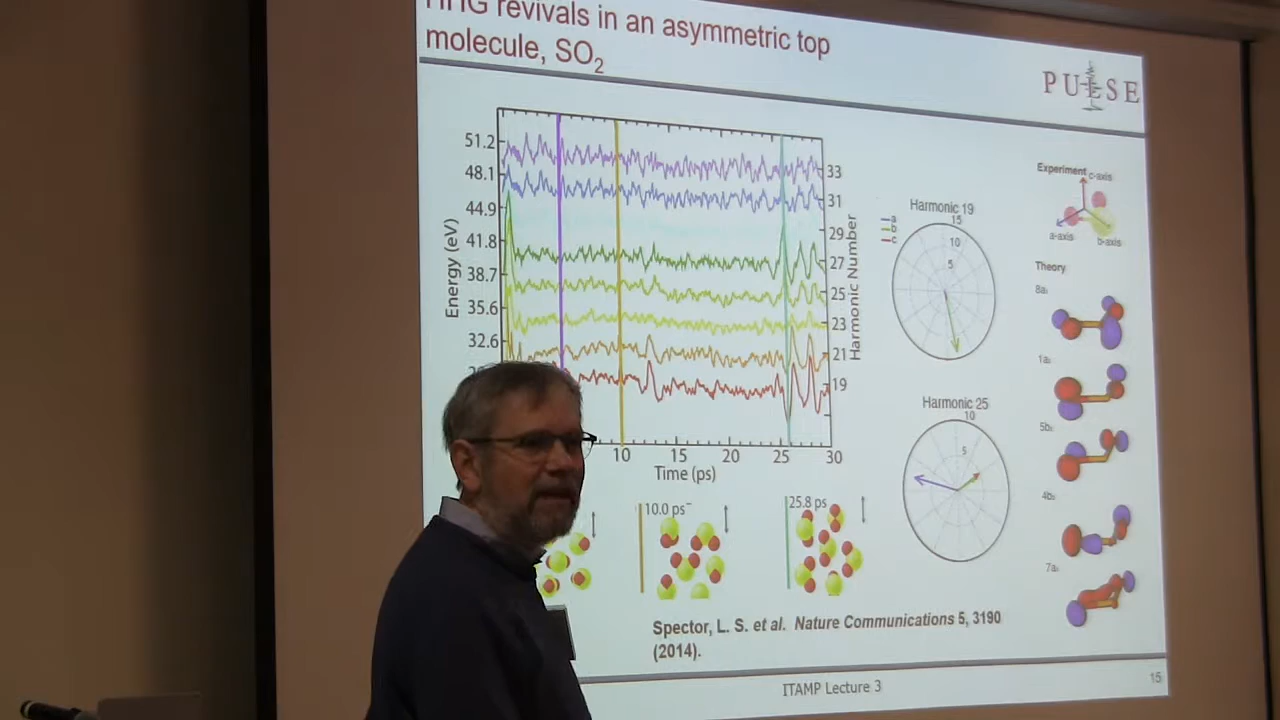 HHG revivals in an asymmetric top
molecule, SO2
PULSE
51.2
48.1
44.9
41.8
38.7
35.6
32.6
Energy (eV)
33
31
29
27
25
23
21
19
Harmonic Number
10
15
20
25
30
Time (ps)
Harmonic 19
15
10
5
a
b
c
Harmonic 25
10
5
Experiment
c-axis
a-axis
b-axis
Theory
8a1
1a2
5b2
4b2
7a1
10.0 ps
25.8 ps
Spector, L. S. et al. Nature Communications 5, 3190
(2014).
ITAMP Lecture 3
15